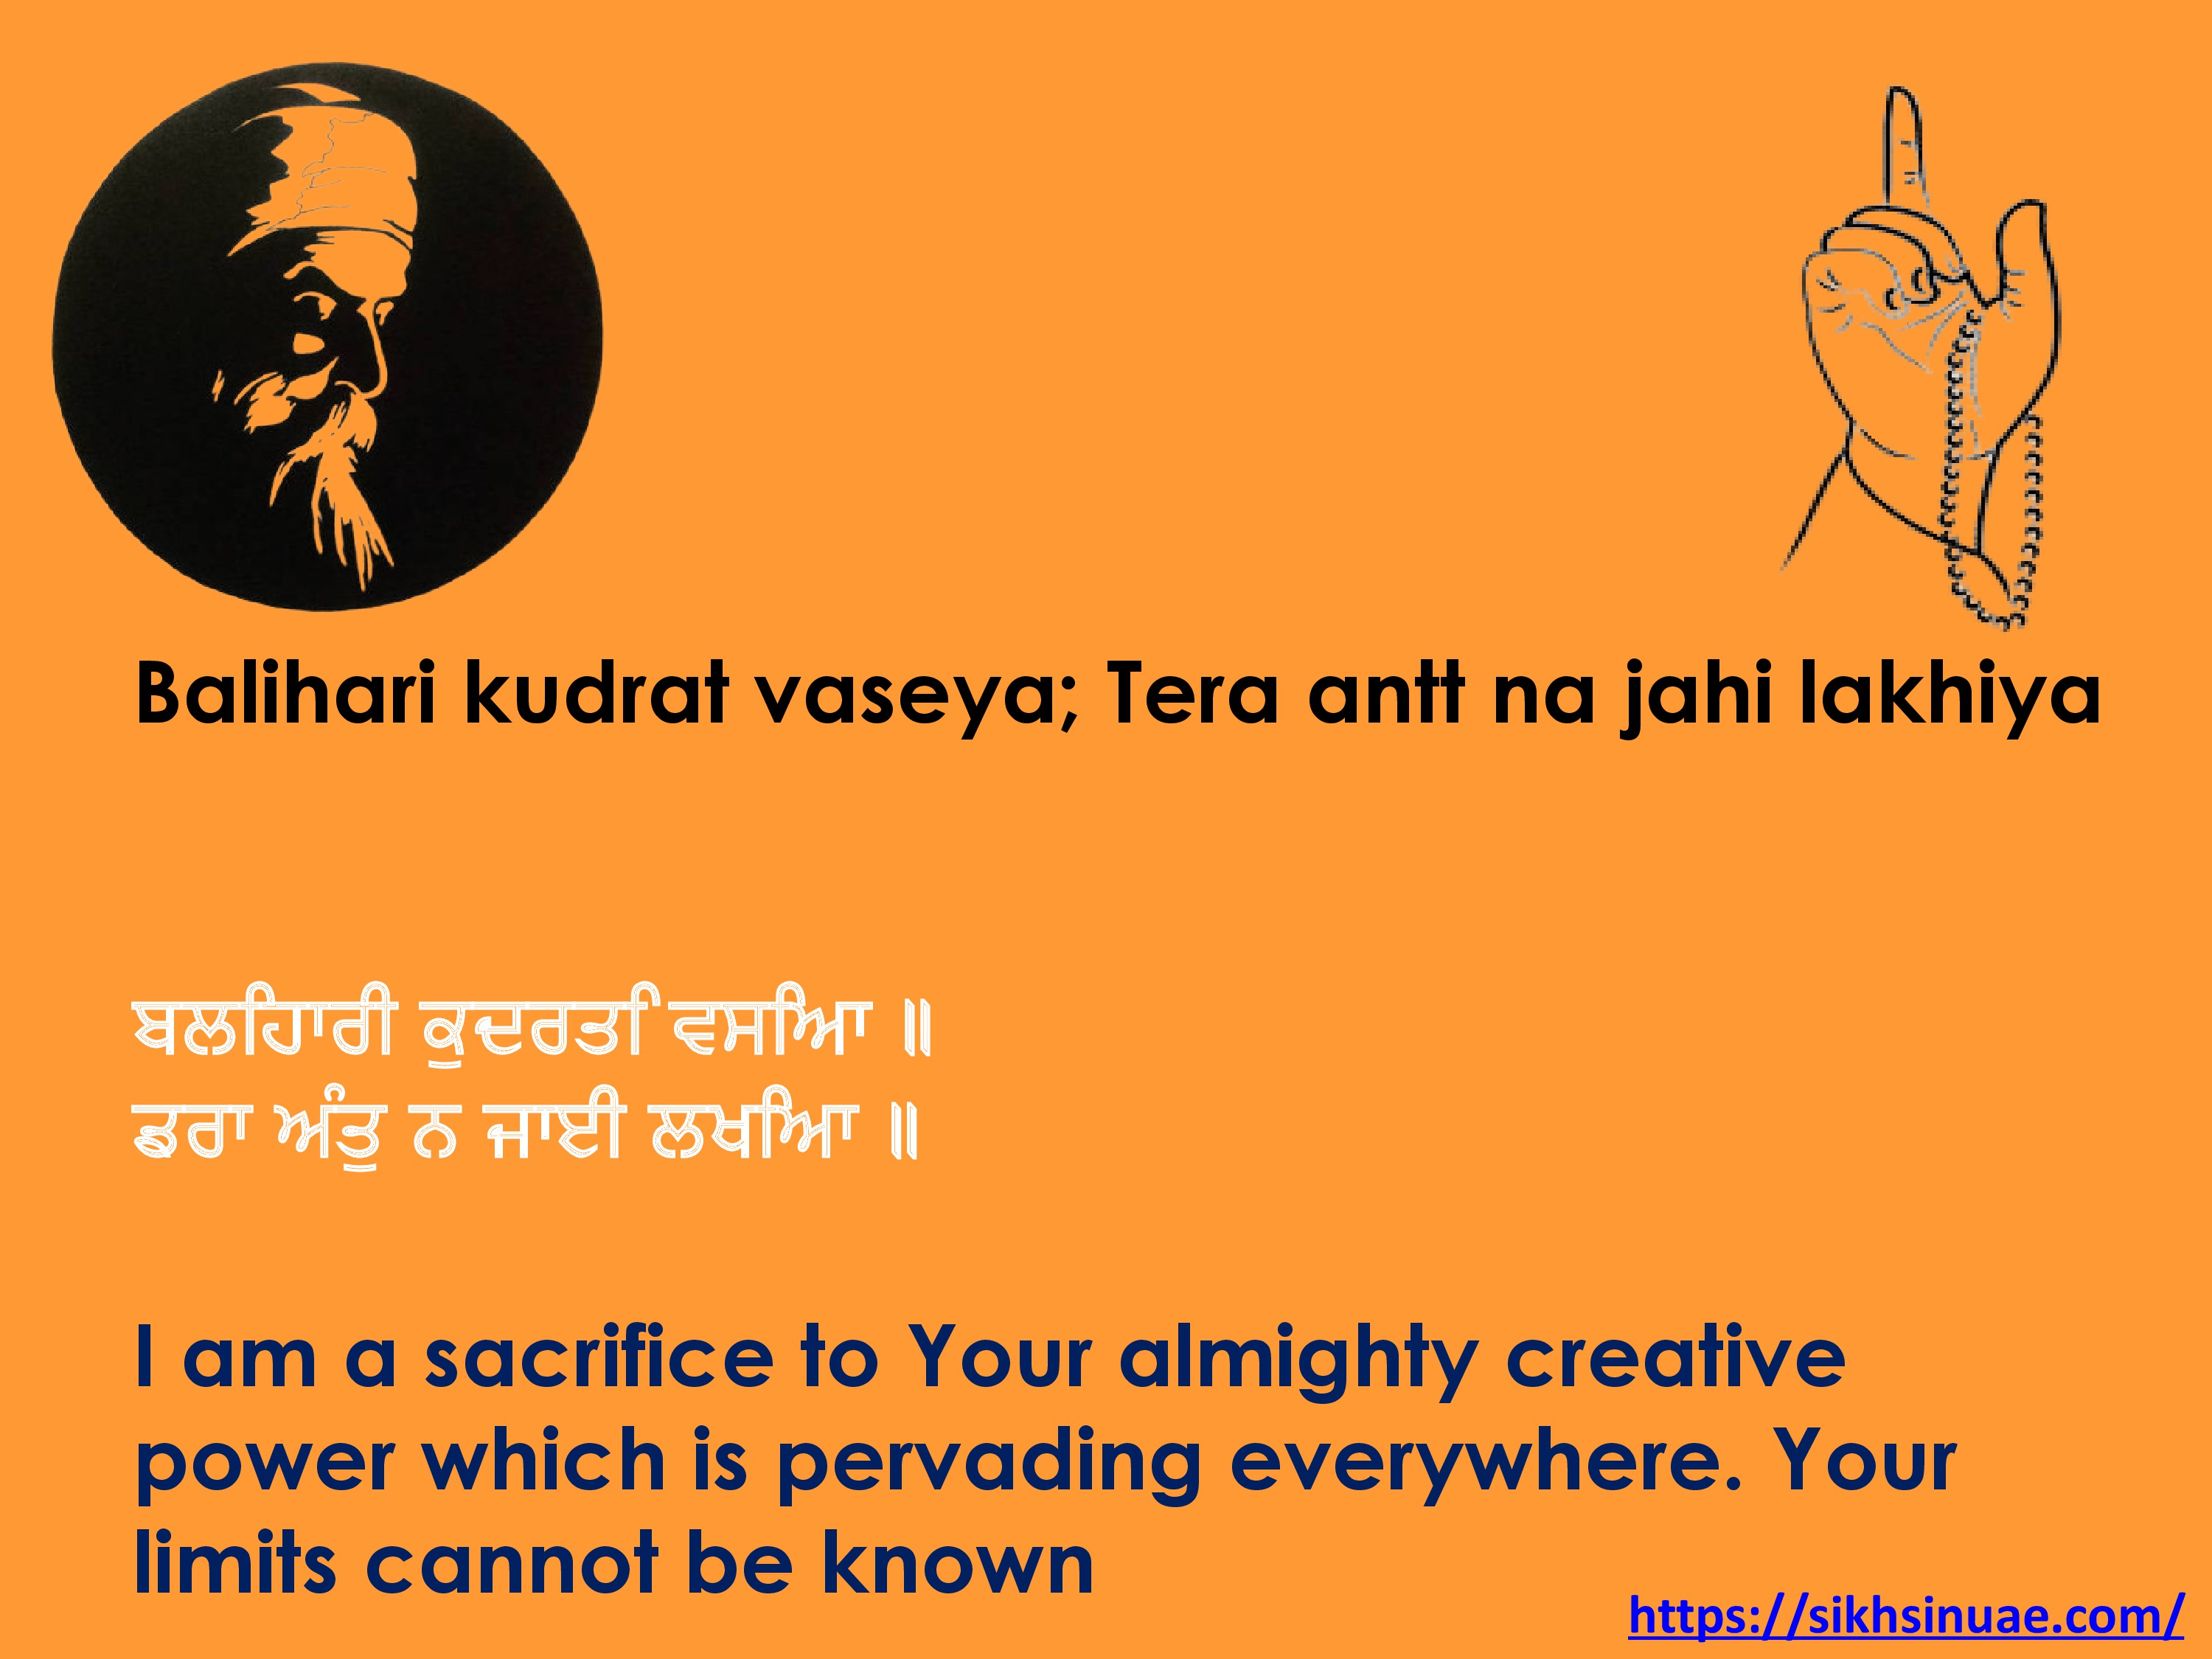 Balihari kudrat vaseya; Tera antt na jahi lakhiya
ਬਲਿਹਾਰੀ ਕੁਦਰਤਿ ਵਸਿਆ ॥
ਡਰਾ ਅੰਤੁ ਨ ਜਾਈ ਲਖਿਆ ॥
I am a sacrifice to Your almighty creative
power which is pervading everywhere. Your
limits cannot be known
https://sikhsinuae.com/